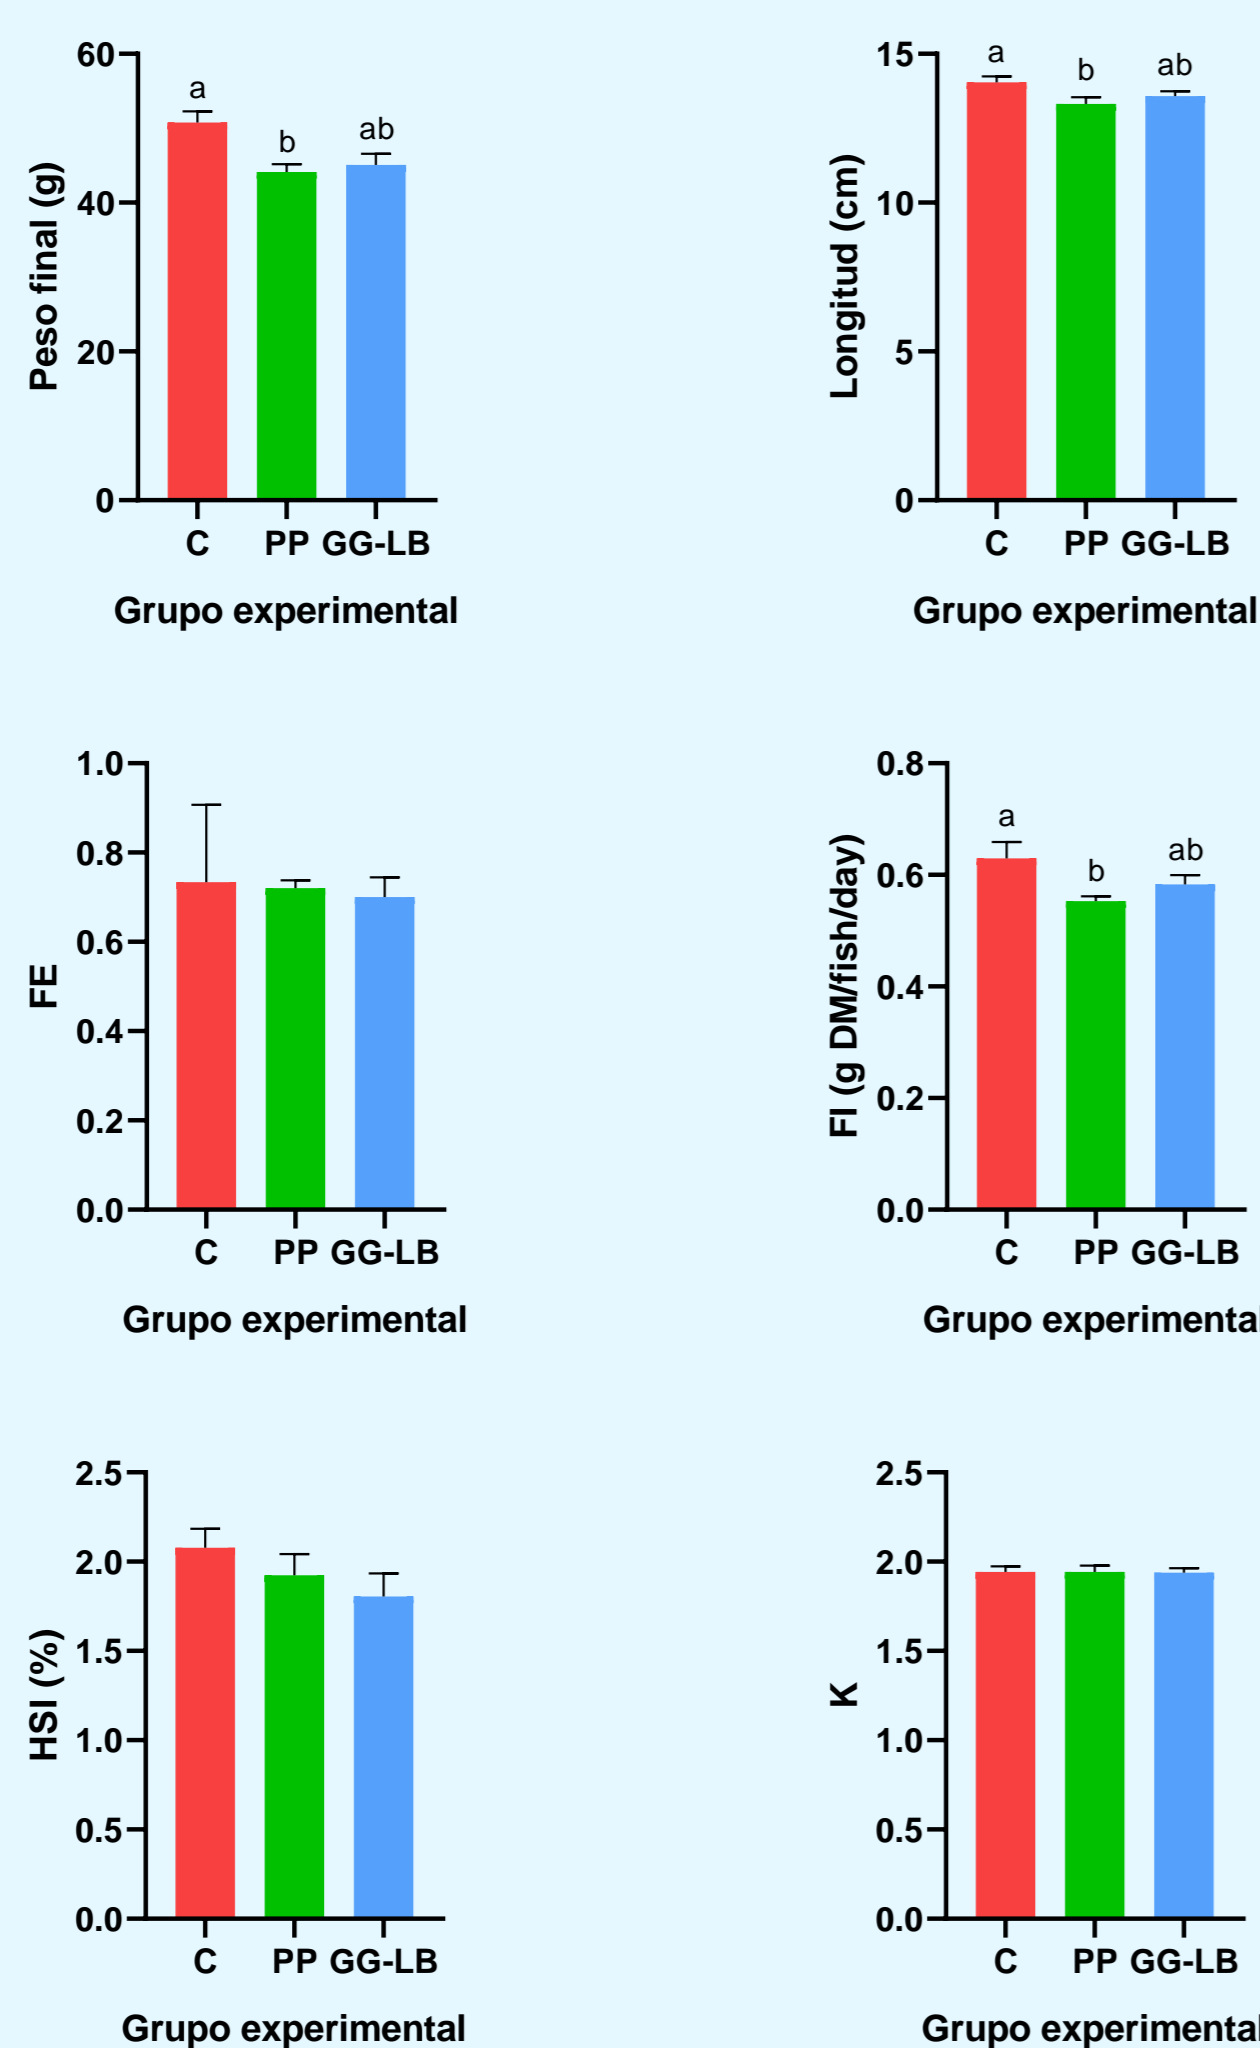 60
40
20
0
Peso final (g)
a
b
ab
C PP GG-LB
Grupo experimental
15
10
5
0
Longitud (cm)
a
b
ab
C PP GG-LB
Grupo experimental
1.0
0.8
0.6
0.4
0.2
0.0
FE
C PP GG-LB
Grupo experimental
0.8
0.6
0.4
0.2
0.0
FI (g DM/fish/day)
a
b
ab
C PP GG-LB
Grupo experimental
2.5
2.0
1.5
1.0
0.5
0.0
HSI (%)
C PP GG-LB
Grupo experimental
2.5
2.0
1.5
1.0
0.5
0.0
K
C PP GG-LB
Grupo experimental